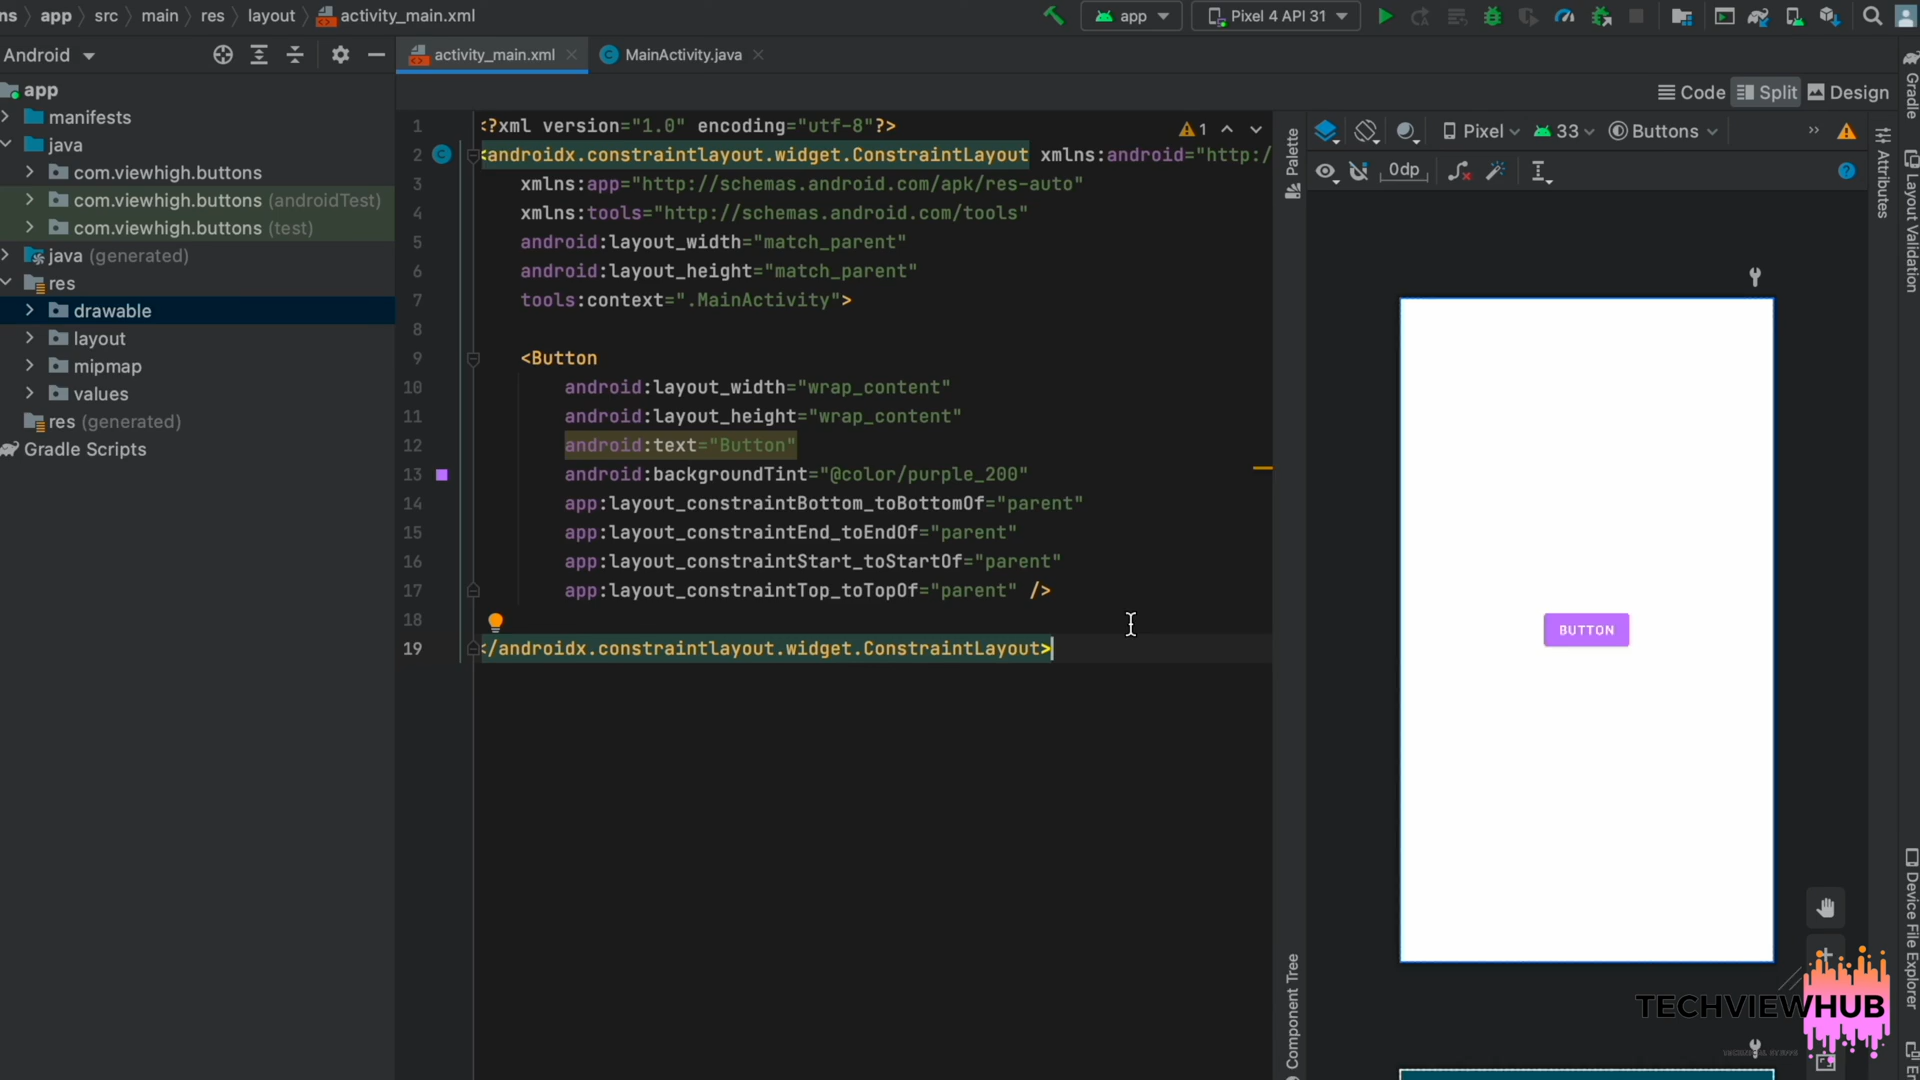 ns > app > src > main > res > layout > activity_main.xml
app
Pixel 4 API 31
Android
activity_main.xml
MainActivity.java
Code
Split
Design
app
manifests
java
com.viewhigh.buttons
com.viewhigh.buttons (androidTest)
com.viewhigh.buttons (test)
java (generated)
res
drawable
layout
mipmap
values
res (generated)
Gradle Scripts
1 <?xml version="1.0" encoding="utf-8"?>
2 <androidx.constraintlayout.widget.ConstraintLayout xmlns:android="http:/
3 xmlns:app="http://schemas.android.com/apk/res-auto"
4 xmlns:tools="http://schemas.android.com/tools"
5 android:layout_width="match_parent"
6 android:layout_height="match_parent"
7 tools:context=".MainActivity">
8
9 <Button
10 android:layout_width="wrap_content"
11 android:layout_height="wrap_content"
12 android:text="Button"
13 android:backgroundTint="@color/purple_200"
14 app:layout_constraintBottom_toBottomOf="parent"
15 app:layout_constraintEnd_toEndOf="parent"
16 app:layout_constraintStart_toStartOf="parent"
17 app:layout_constraintTop_toTopOf="parent" />
18
19 </androidx.constraintlayout.widget.ConstraintLayout>
1
Palette
Component Tree
Pixel
33
Buttons
0dp
BUTTON
Attributes
Gradle
Layout Validation
Device File Explorer
TECHVIEWHUB